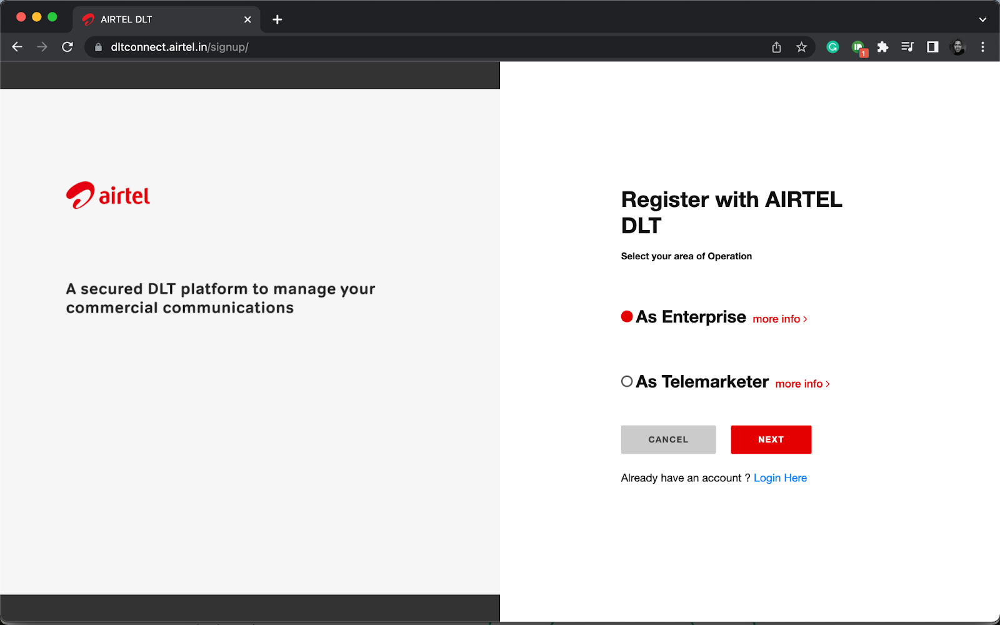 AIRTEL DLT
dltconnect.airtel.in/signup/
1
airtel
A secured DLT platform to manage your
commercial communications
Register with AIRTEL
DLT
Select your area of Operation
As Enterprise more info >
As Telemarketer more info >
CANCEL NEXT
Already have an account ? Login Here